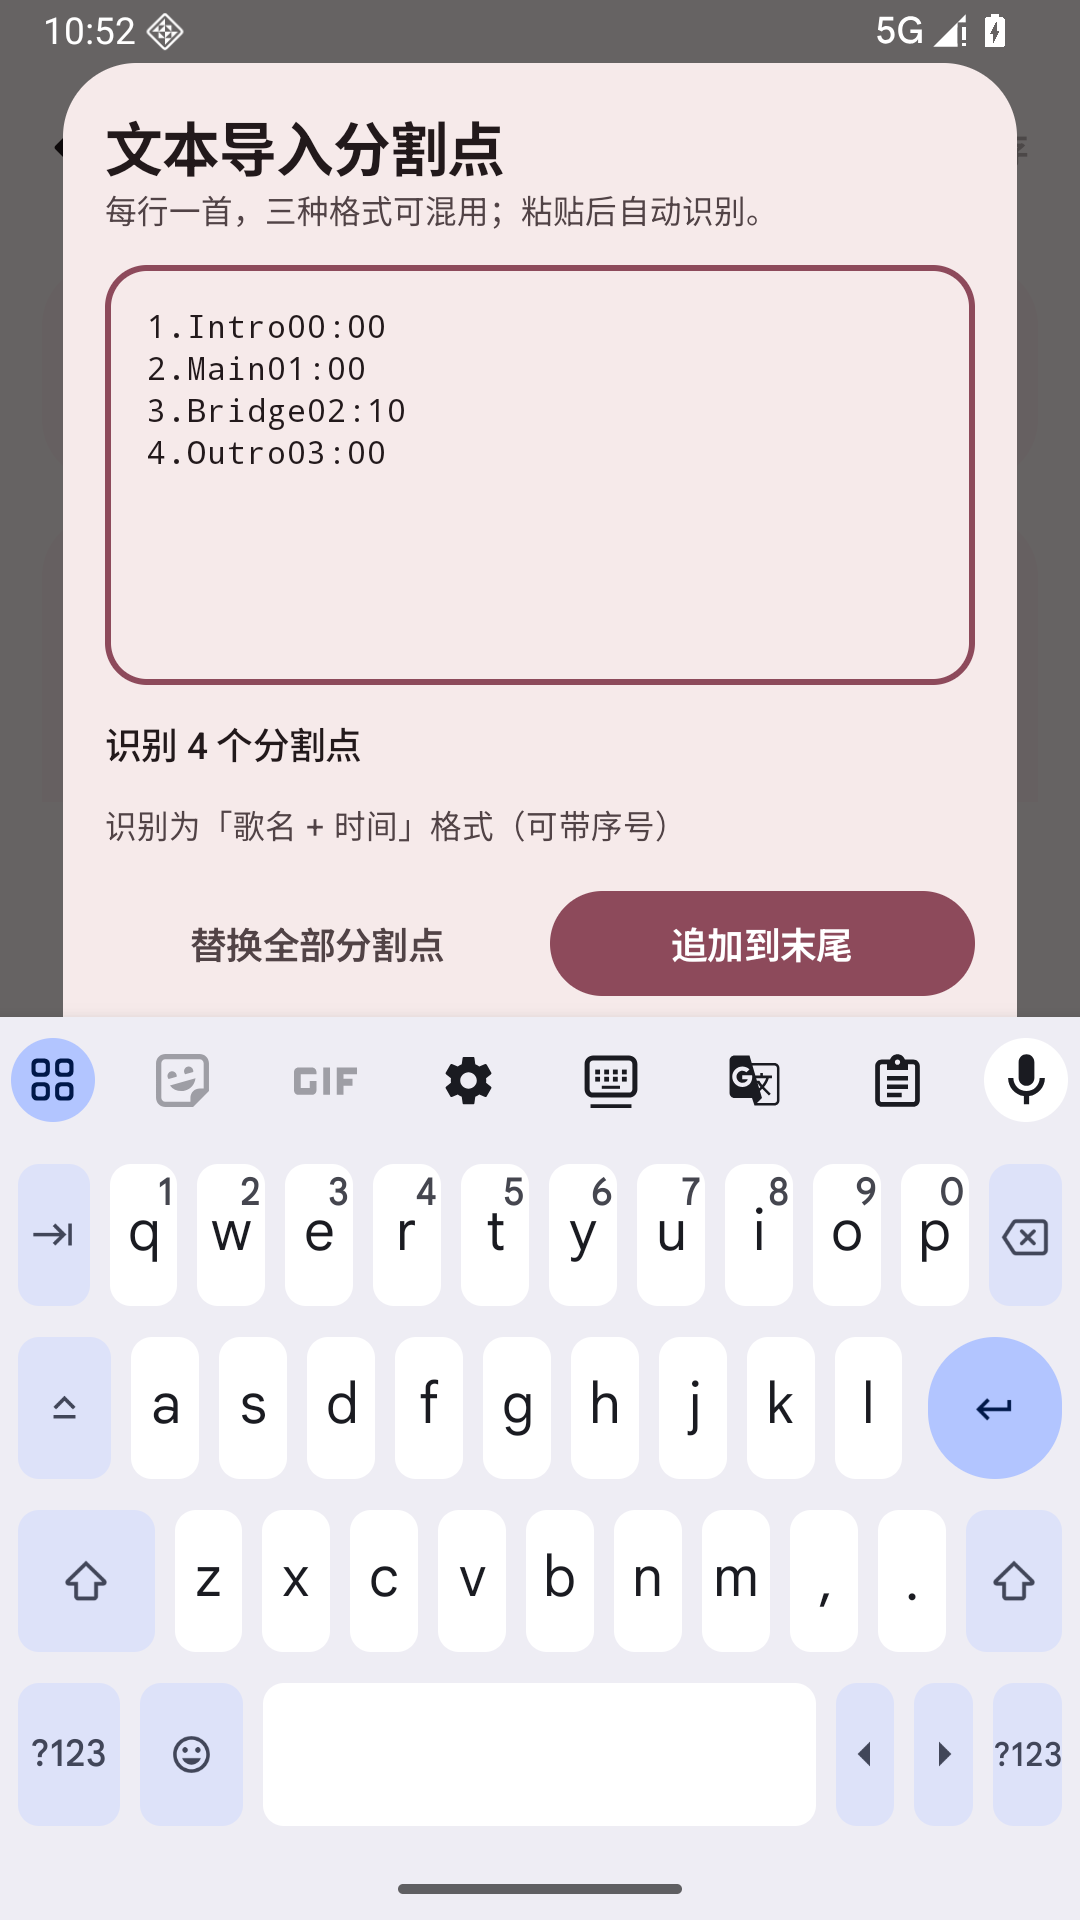 10:52
5G
文本导入分割点
每行一首，三种格式可混用；粘贴后自动识别。
1.Intro00:00
2.Main01:00
3.Bridge02:10
4.Outro03:00
识别 4 个分割点
识别为「歌名 + 时间」格式（可带序号）
替换全部分割点
追加到末尾
GIF
G 文
1 2 3 4 5 6 7 8 9 0
q w e r t y u i o p
a s d f g h j k l
z x c v b n m , .
?123
?123